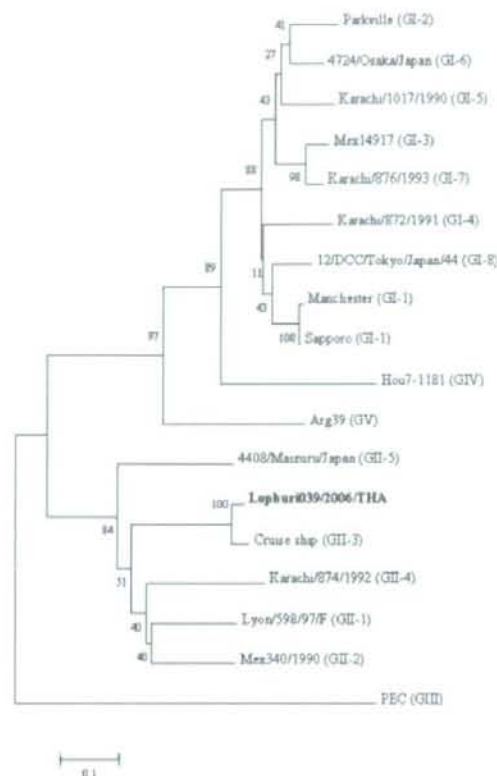 Parkville (GI-2)
41
27
4724/Osaka/Japan (GI-6)
43
Karachi/1017/1990 (GI-5)
Mex14917 (GI-3)
98
Karachi/876/1993 (GI-7)
88
Karachi/872/1991 (GI-4)
11
12/DCC/Tokyo/Japan/44 (GI-8)
89
43
Manchester (GI-1)
100
Sapporo (GI-1)
97
Hou7-1181 (GIV)
Arg39 (GV)
4408/Maizuru/Japan (GII-5)
84
100
Lopburi039/2006/THA
Cruise ship (GII-3)
51
Karachi/874/1992 (GII-4)
40
Lyon/598/97/F (GII-1)
40
Mex340/1990 (GII-2)
PEC (GIII)
0.1